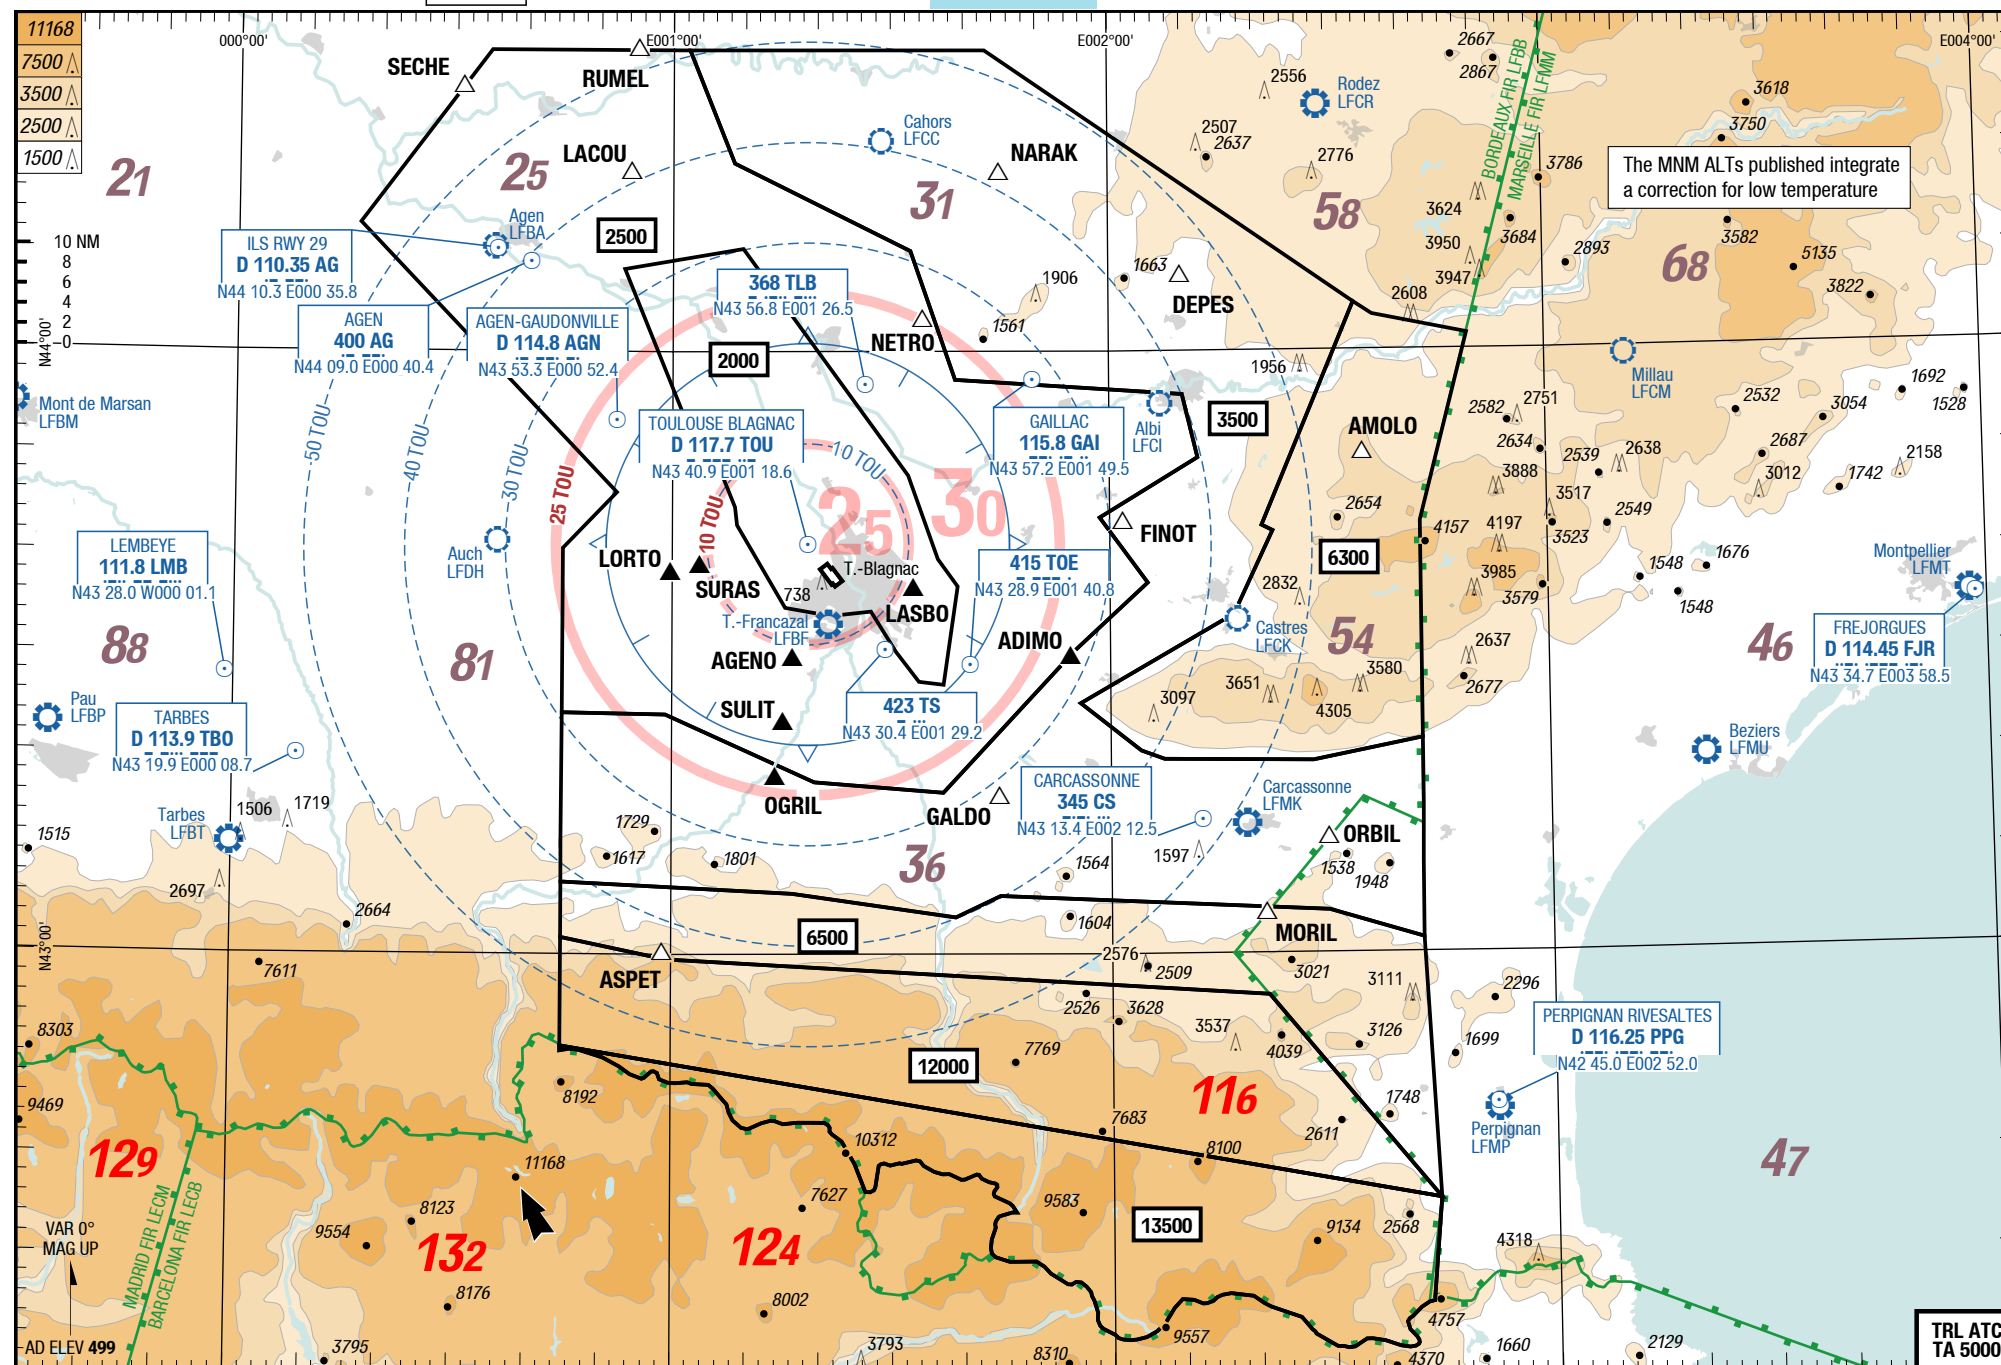 11168
7500
3500
2500
1500
000°00'
E001°00'
E002°00'
E004°00'
SECHE
RUMEL
2667
2867
BORDEAUX FIR LFBB
MARSEILLE FIR LFMM
2556
Rodez
LFCR
3618
3750
Cahors
LFCC
2507
2637
2776
3786
The MNM ALTs published integrate
a correction for low temperature
21
25
LACOU
NARAK
31
58
3624
3684
3582
Agen
LFBA
2500
3950
3947
2893
5135
68
3822
10 NM
8
6
4
2
0
N44°00'
ILS RWY 29
D 110.35 AG
N44 10.3 E000 35.8
368 TLB
N43 56.8 E001 26.5
1906
1663
DEPES
2608
1561
NETRO
AGEN
400 AG
N44 09.0 E000 40.4
AGEN-GAUDONVILLE
D 114.8 AGN
N43 53.3 E000 52.4
2000
1956
Millau
LFCM
1692
1528
Mont de Marsan
LFBM
50 TOU
40 TOU
30 TOU
25 TOU
10 TOU
10 TOU
TOULOUSE BLAGNAC
D 117.7 TOU
N43 40.9 E001 18.6
GAILLAC
115.8 GAI
N43 57.2 E001 49.5
Albi
LFCI
3500
AMOLO
2582
2751
2634
2539
2638
2532
3054
2687
3012
1742
2158
25
30
3888
3517
3523
2549
2654
4157
4197
FINOT
6300
LEMBEYE
111.8 LMB
N43 28.0 W000 01.1
Auch
LFDH
LORTO
SURAS
738
T.-Blagnac
LASBO
T.-Francazal
LFBF
415 TOE
N43 28.9 E001 40.8
2832
3985
3579
1548
1676
1548
Montpellier
LFMT
88
81
AGENO
ADIMO
Castres
LFCK
54
2637
2677
46
FREJORGUES
D 114.45 FJR
N43 34.7 E003 58.5
3580
3651
3097
4305
Pau
LFBP
TARBES
D 113.9 TBO
N43 19.9 E000 08.7
SULIT
423 TS
N43 30.4 E001 29.2
Beziers
LFMU
OGRIL
GALDO
CARCASSONNE
345 CS
N43 13.4 E002 12.5
Carcassonne
LFMK
ORBIL
1506
1719
Tarbes
LFBT
1515
1729
1617
1801
36
1564
1597
1538
1948
2697
2664
1604
MORIL
6500
N43°00'
7611
ASPET
2576
2509
3021
3111
2296
2526
3628
3537
4039
3126
1699
PERPIGNAN RIVESALTES
D 116.25 PPG
N42 45.0 E002 52.0
8303
12000
7769
8192
116
9469
1748
7683
2611
Perpignan
LFMP
129
10312
8100
47
11168
MADRID FIR LECM
BARCELONA FIR LECB
8123
9554
132
7627
124
9583
13500
9134
2568
4318
VAR 0°
MAG UP
8176
8002
4757
9557
AD ELEV 499
3795
3793
8310
4370
1660
2129
TRL ATC
TA 5000